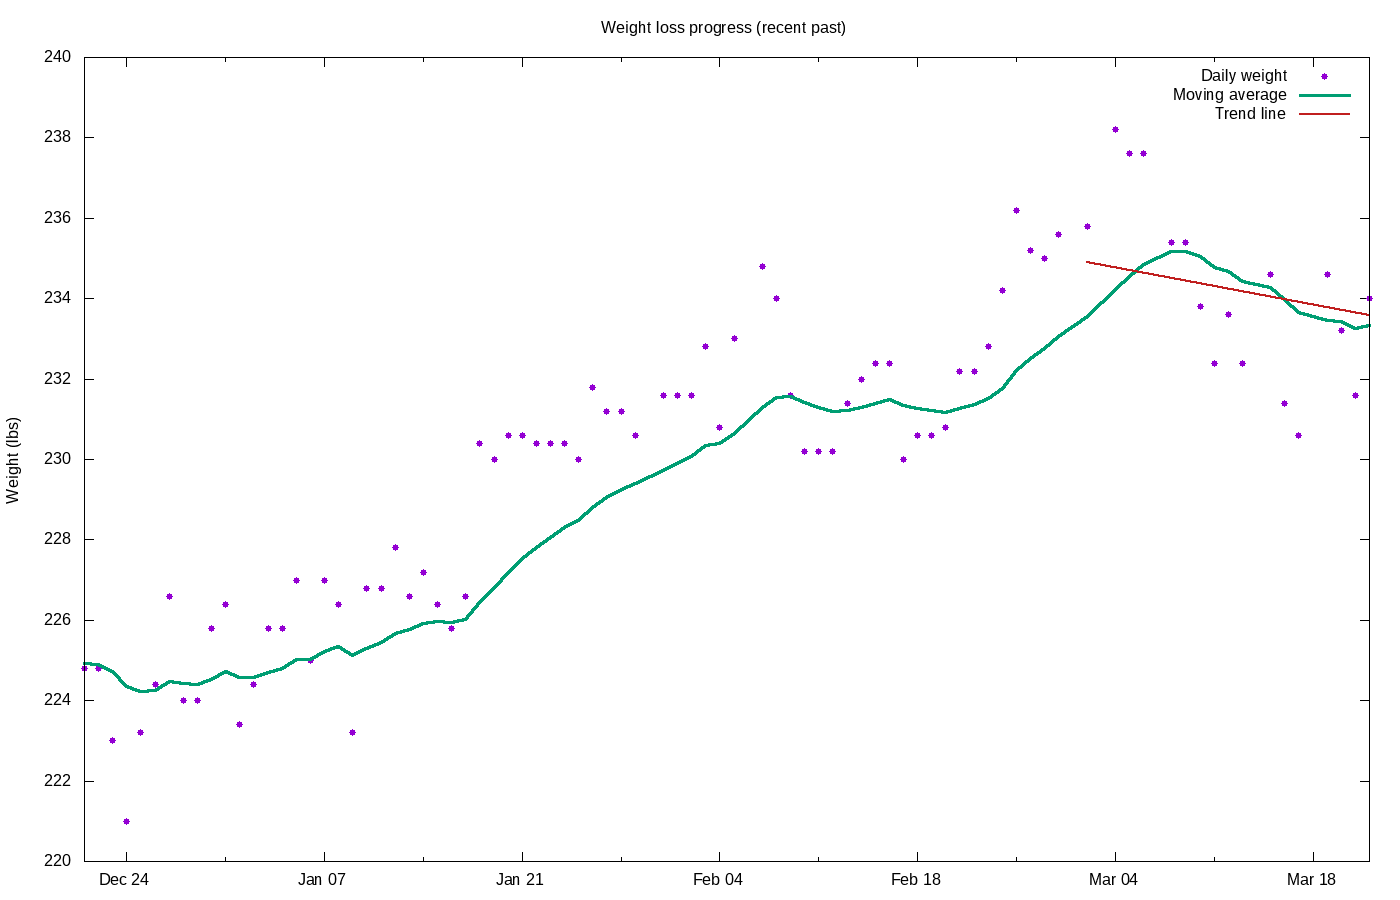 Weight loss progress (recent past)
240
238
236
234
232
230
228
226
224
222
220
Weight (lbs)
Daily weight
Moving average
Trend line
Dec 24
Jan 07
Jan 21
Feb 04
Feb 18
Mar 04
Mar 18